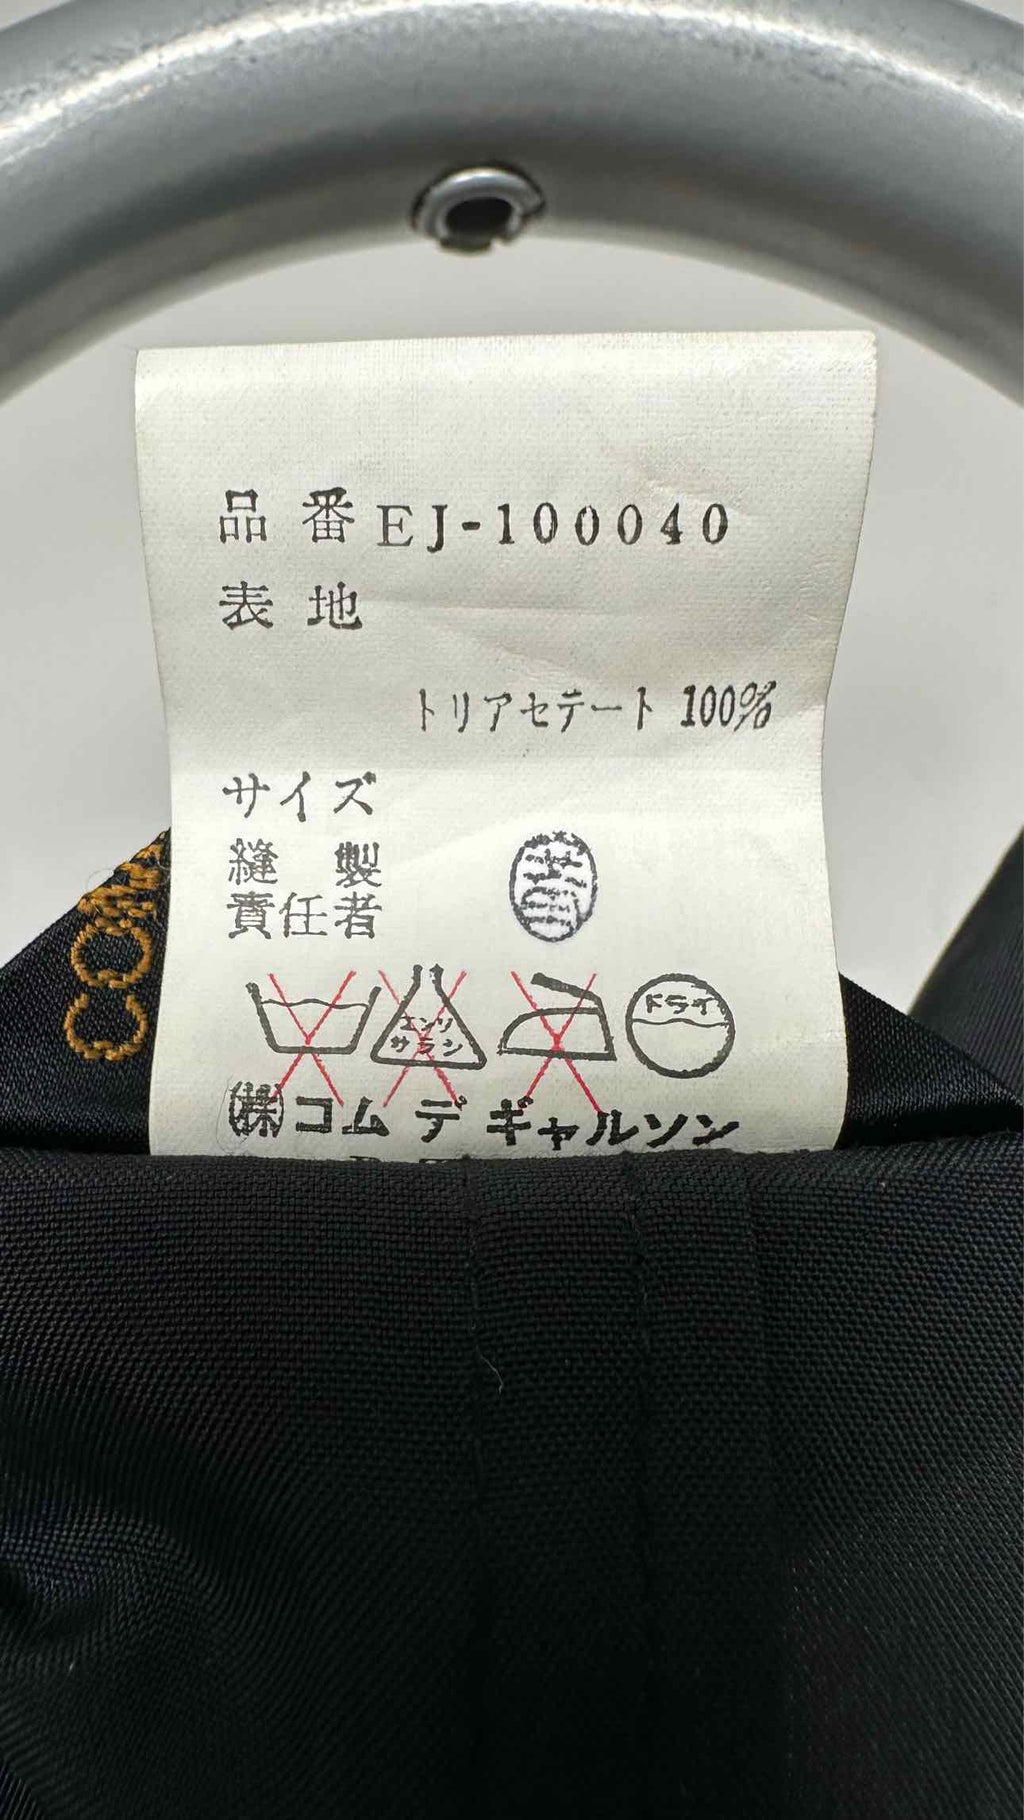 品番 EJ-100040
表地
トリアセテート 100%
サイズ
縫製
責任者
エンソ サラシ ドライ
㈱コム デ ギャルソン
COM